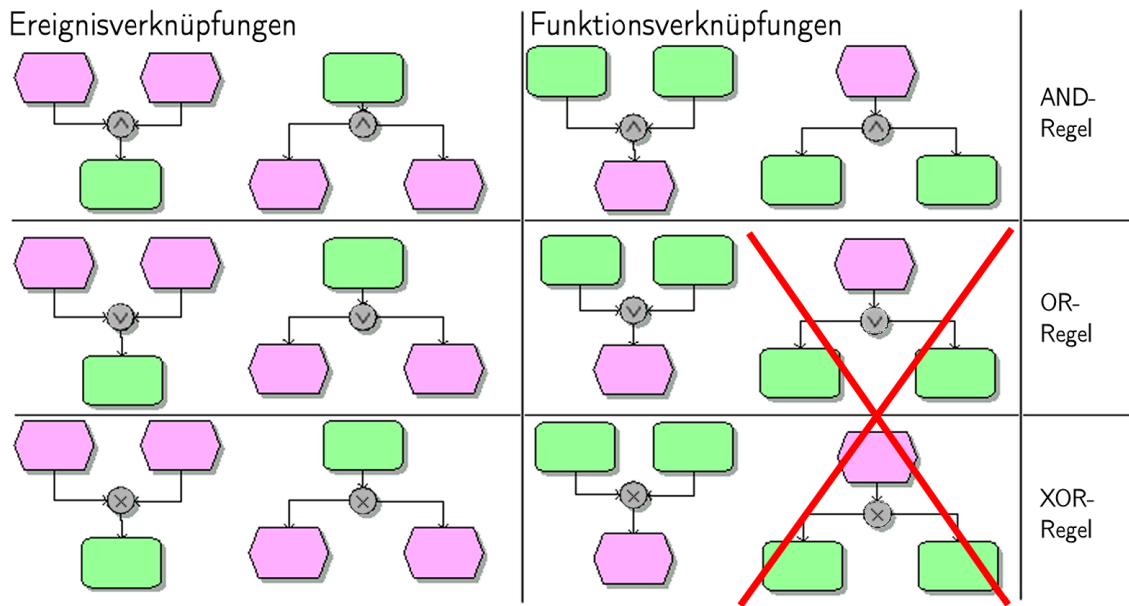 Ereignisverknüpfungen
Funktionsverknüpfungen
AND-
Regel
OR-
Regel
XOR-
Regel